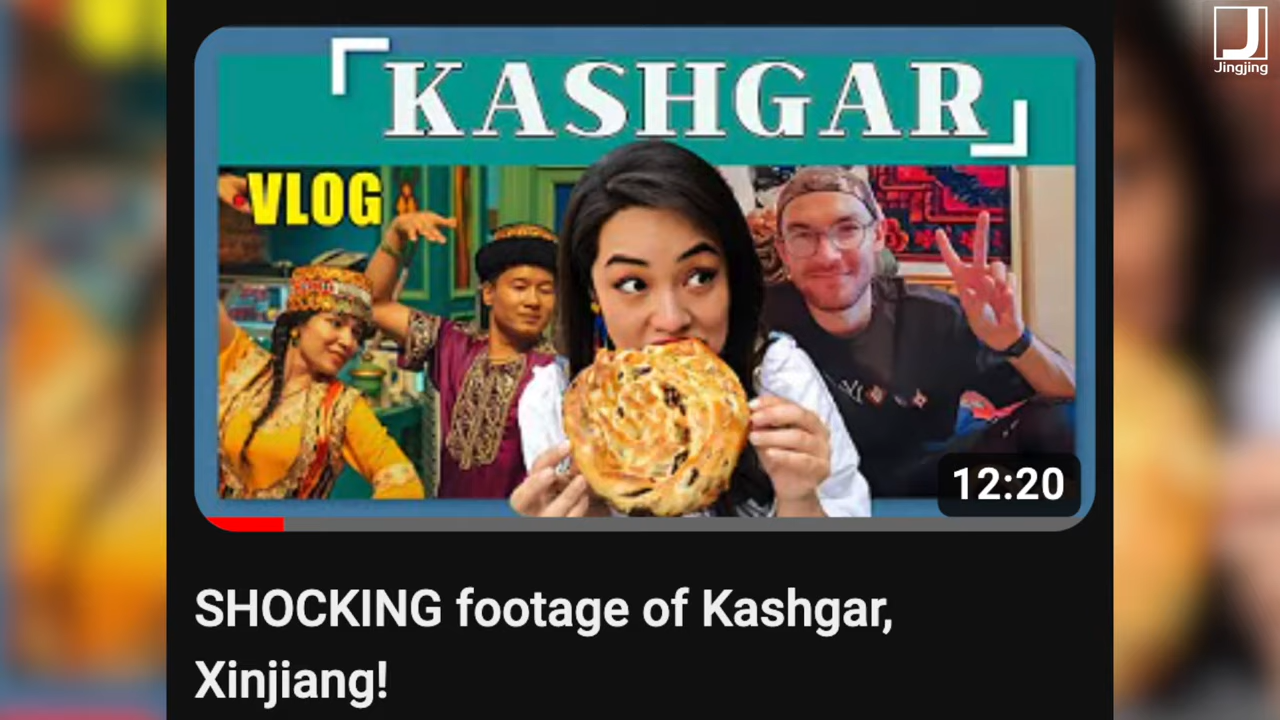 J
Jingjing
KASHGAR
VLOG
12:20
SHOCKING footage of Kashgar,
Xinjiang!